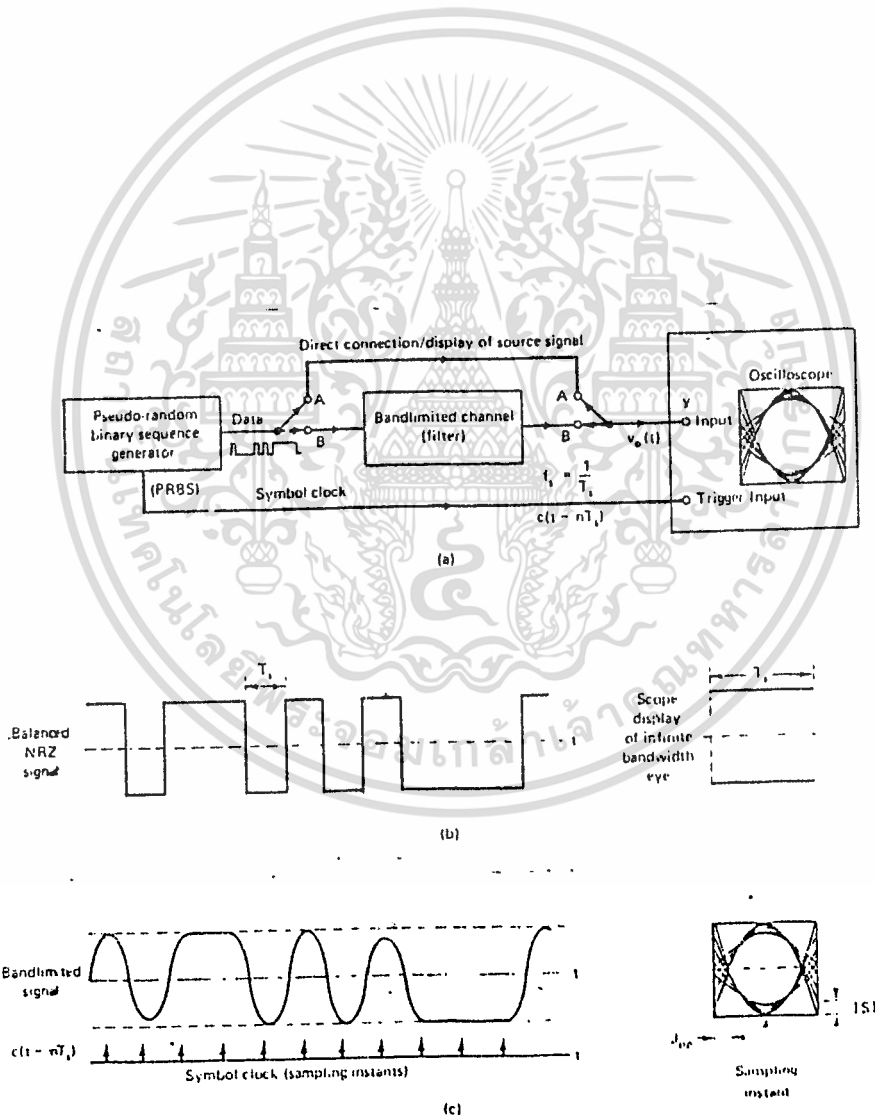 Direct connection/display of source signal
Pseudo-random
binary sequence
generator
Data
A
B
Bandlimited channel
(filter)
A
B
v₀(t)
y
Input
Oscilloscope
(PRBS)
Symbol clock
f_s = 1/T_s
c(t - nT_s)
Trigger Input
(a)
Balanced
NRZ
signal
T_s
t
Scope
display
of infinite
bandwidth
eye
T_s
(b)
Bandlimited
signal
t
c(t - nT_s)
t
Symbol clock (sampling instants)
ISI
Sampling
instant
(c)